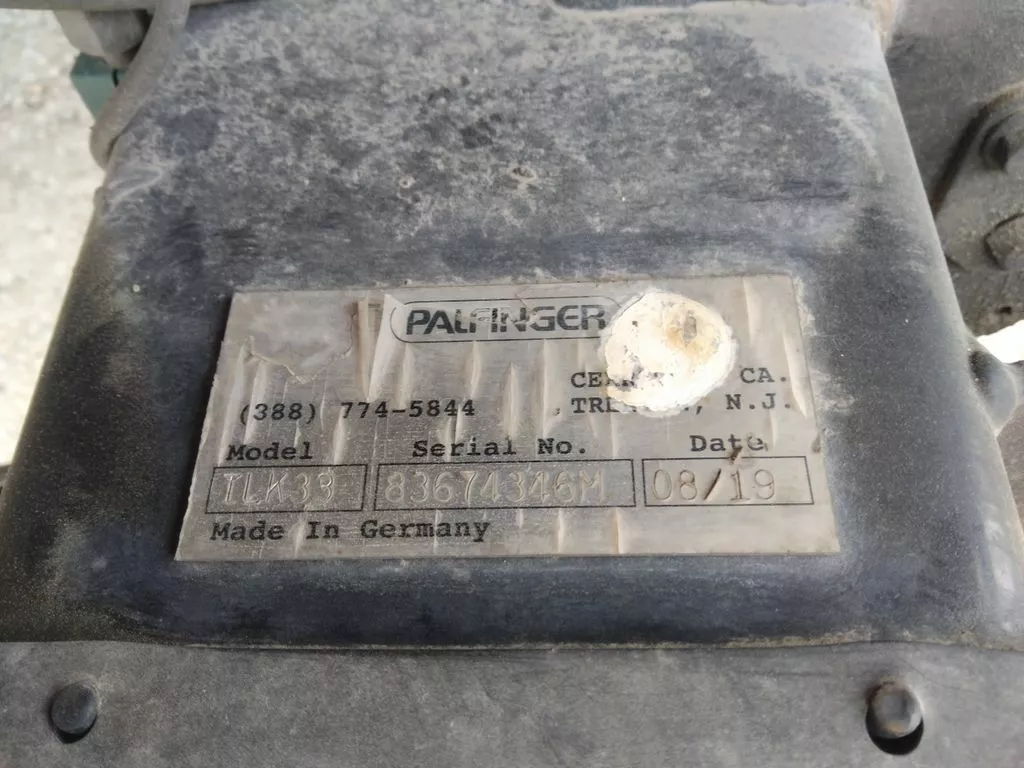 PALFINGER
CA.
(388) 774-5844 N.J.
Model Serial No. Date
TLK33 83674346M 08/19
Made In Germany